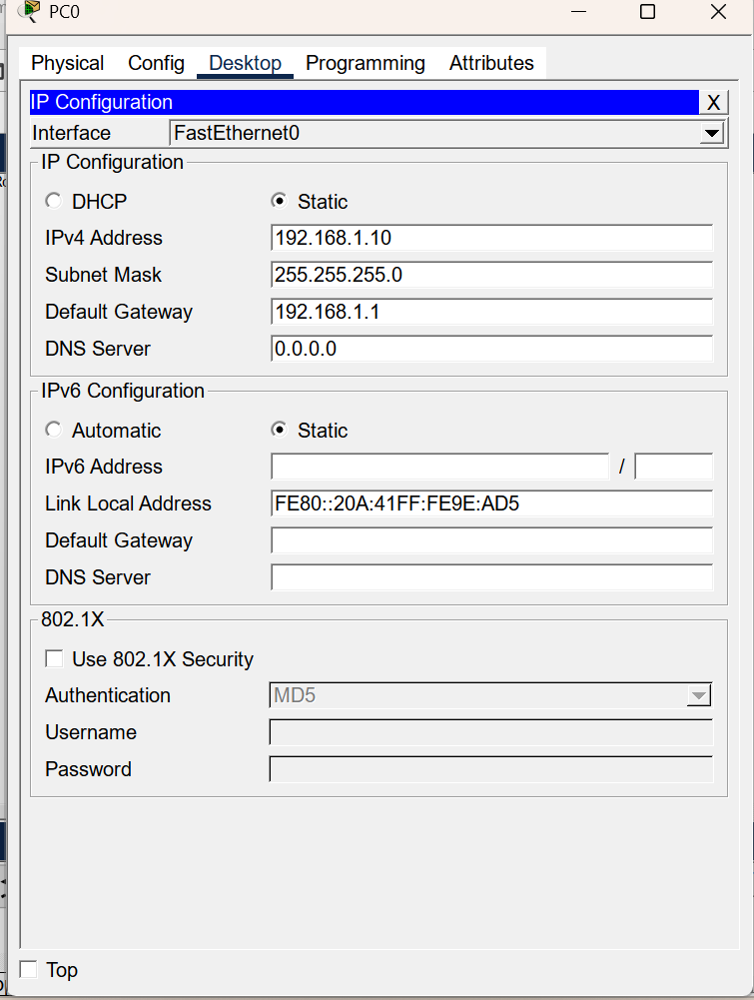 PC0
Physical Config Desktop Programming Attributes
IP Configuration X
Interface FastEthernet0
IP Configuration
DHCP Static
IPv4 Address 192.168.1.10
Subnet Mask 255.255.255.0
Default Gateway 192.168.1.1
DNS Server 0.0.0.0
IPv6 Configuration
Automatic Static
IPv6 Address /
Link Local Address FE80::20A:41FF:FE9E:AD5
Default Gateway
DNS Server
802.1X
Use 802.1X Security
Authentication MD5
Username
Password
Top